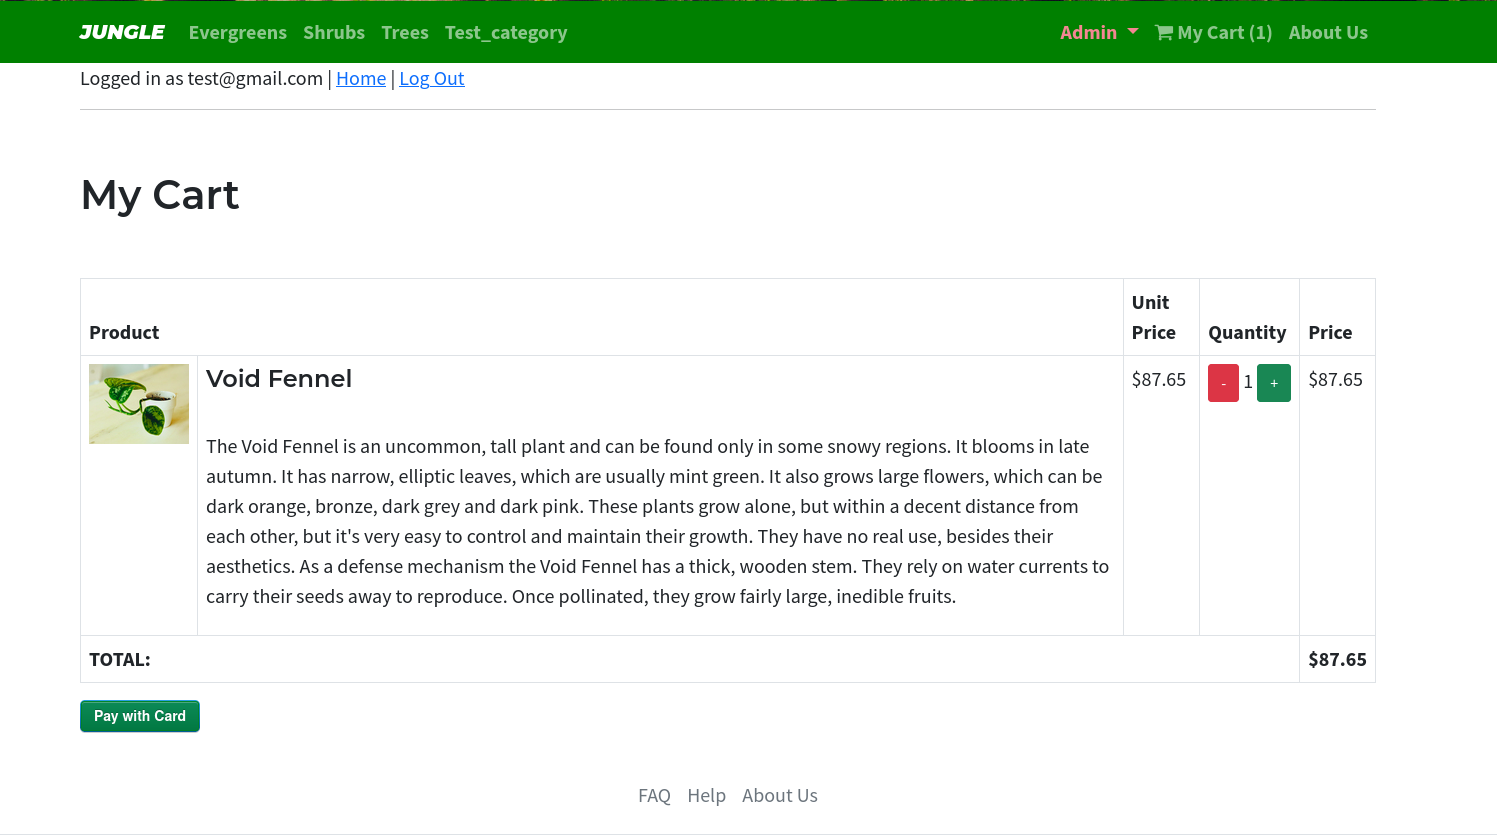 JUNGLE Evergreens Shrubs Trees Test_category Admin My Cart (1) About Us
Logged in as test@gmail.com | Home | Log Out
My Cart
Product Unit Price Quantity Price
Void Fennel $87.65 - 1 + $87.65
The Void Fennel is an uncommon, tall plant and can be found only in some snowy regions. It blooms in late
autumn. It has narrow, elliptic leaves, which are usually mint green. It also grows large flowers, which can be
dark orange, bronze, dark grey and dark pink. These plants grow alone, but within a decent distance from
each other, but it's very easy to control and maintain their growth. They have no real use, besides their
aesthetics. As a defense mechanism the Void Fennel has a thick, wooden stem. They rely on water currents to
carry their seeds away to reproduce. Once pollinated, they grow fairly large, inedible fruits.
TOTAL: $87.65
Pay with Card
FAQ Help About Us